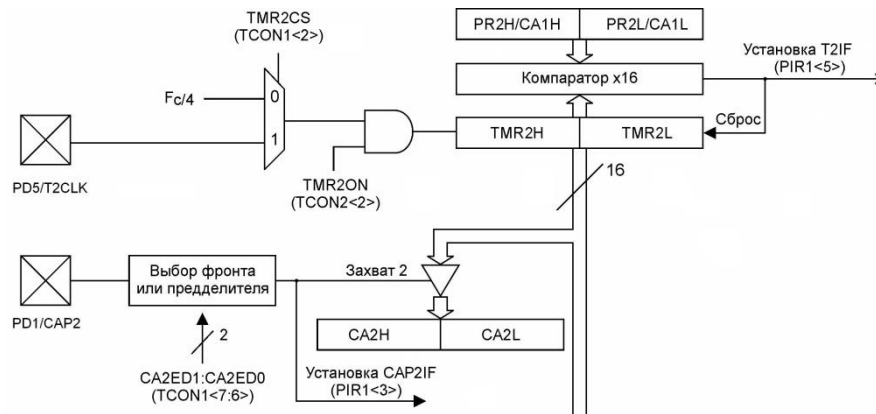 TMR2CS
(TCON1<2>)
PR2H/CA1H PR2L/CA1L
Установка T2IF
(PIR1<5>)
Компаратор x16
Fc/4
0
1
Сброс
TMR2H TMR2L
PD5/T2CLK
TMR2ON
(TCON2<2>)
16
Выбор фронта
или предделителя
Захват 2
PD1/CAP2
2
CA2H CA2L
CA2ED1:CA2ED0
(TCON1<7:6>)
Установка CAP2IF
(PIR1<3>)